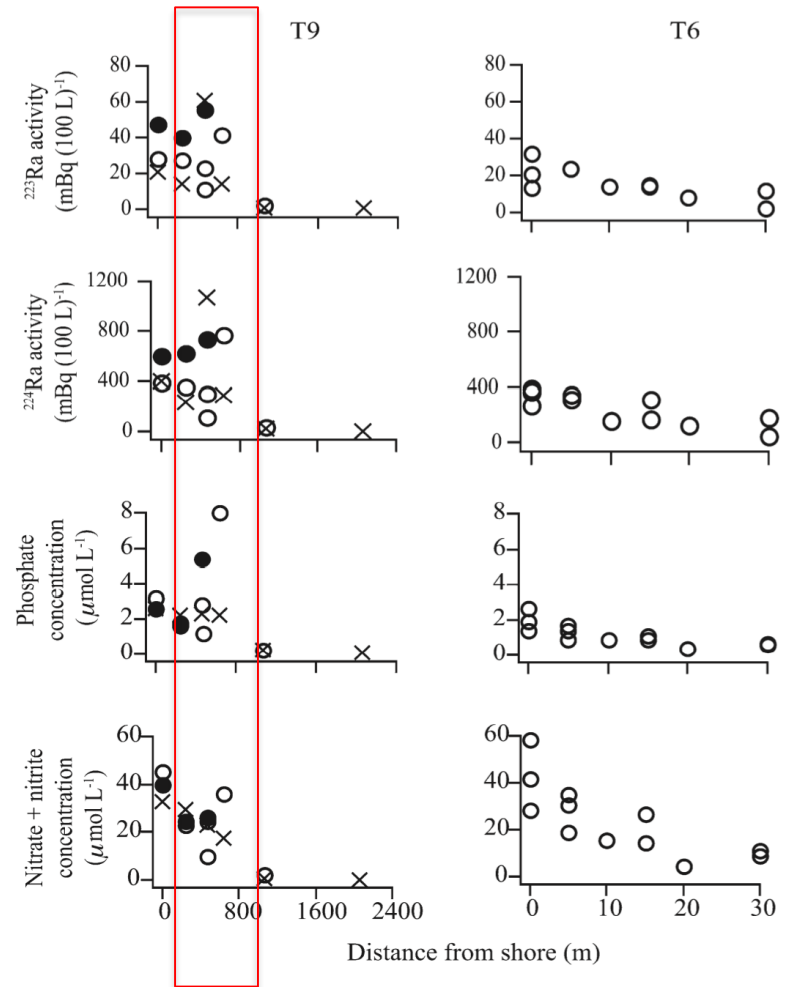 T9
T6
²²³Ra activity
(mBq (100 L)⁻¹)
80
60
40
20
0
80
60
40
20
0
²²⁴Ra activity
(mBq (100 L)⁻¹)
1200
800
400
0
1200
800
400
0
Phosphate
concentration
(µmol L⁻¹)
8
6
4
2
0
8
6
4
2
0
Nitrate + nitrite
concentration
(µmol L⁻¹)
60
40
20
0
60
40
20
0
0 800 1600 2400
0 10 20 30
Distance from shore (m)